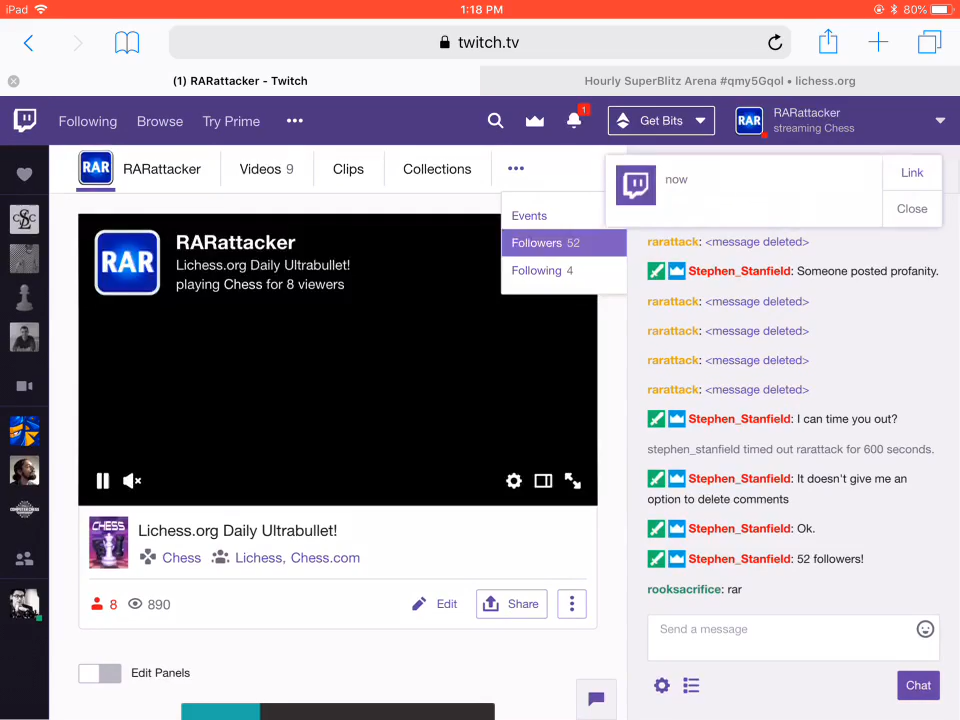 iPad 1:18 PM 80%
twitch.tv
(1) RARattacker - Twitch Hourly SuperBlitz Arena #qmy5Gqol • lichess.org
Following Browse Try Prime ••• 1 Get Bits RAR RARattacker
streaming Chess
RAR RARattacker Videos 9 Clips Collections •••
now Link
Close
Events
Followers 52
Following 4
RAR RARattacker
Lichess.org Daily Ultrabullet!
playing Chess for 8 viewers
rarattack: <message deleted>
Stephen_Stanfield: Someone posted profanity.
rarattack: <message deleted>
rarattack: <message deleted>
rarattack: <message deleted>
rarattack: <message deleted>
Stephen_Stanfield: I can time you out?
stephen_stanfield timed out rarattack for 600 seconds.
Stephen_Stanfield: It doesn't give me an
option to delete comments
Stephen_Stanfield: Ok.
Stephen_Stanfield: 52 followers!
rooksacrifice: rar
Send a message
Chat
CHESS
Lichess.org Daily Ultrabullet!
Chess Lichess, Chess.com
8 890 Edit Share
Edit Panels